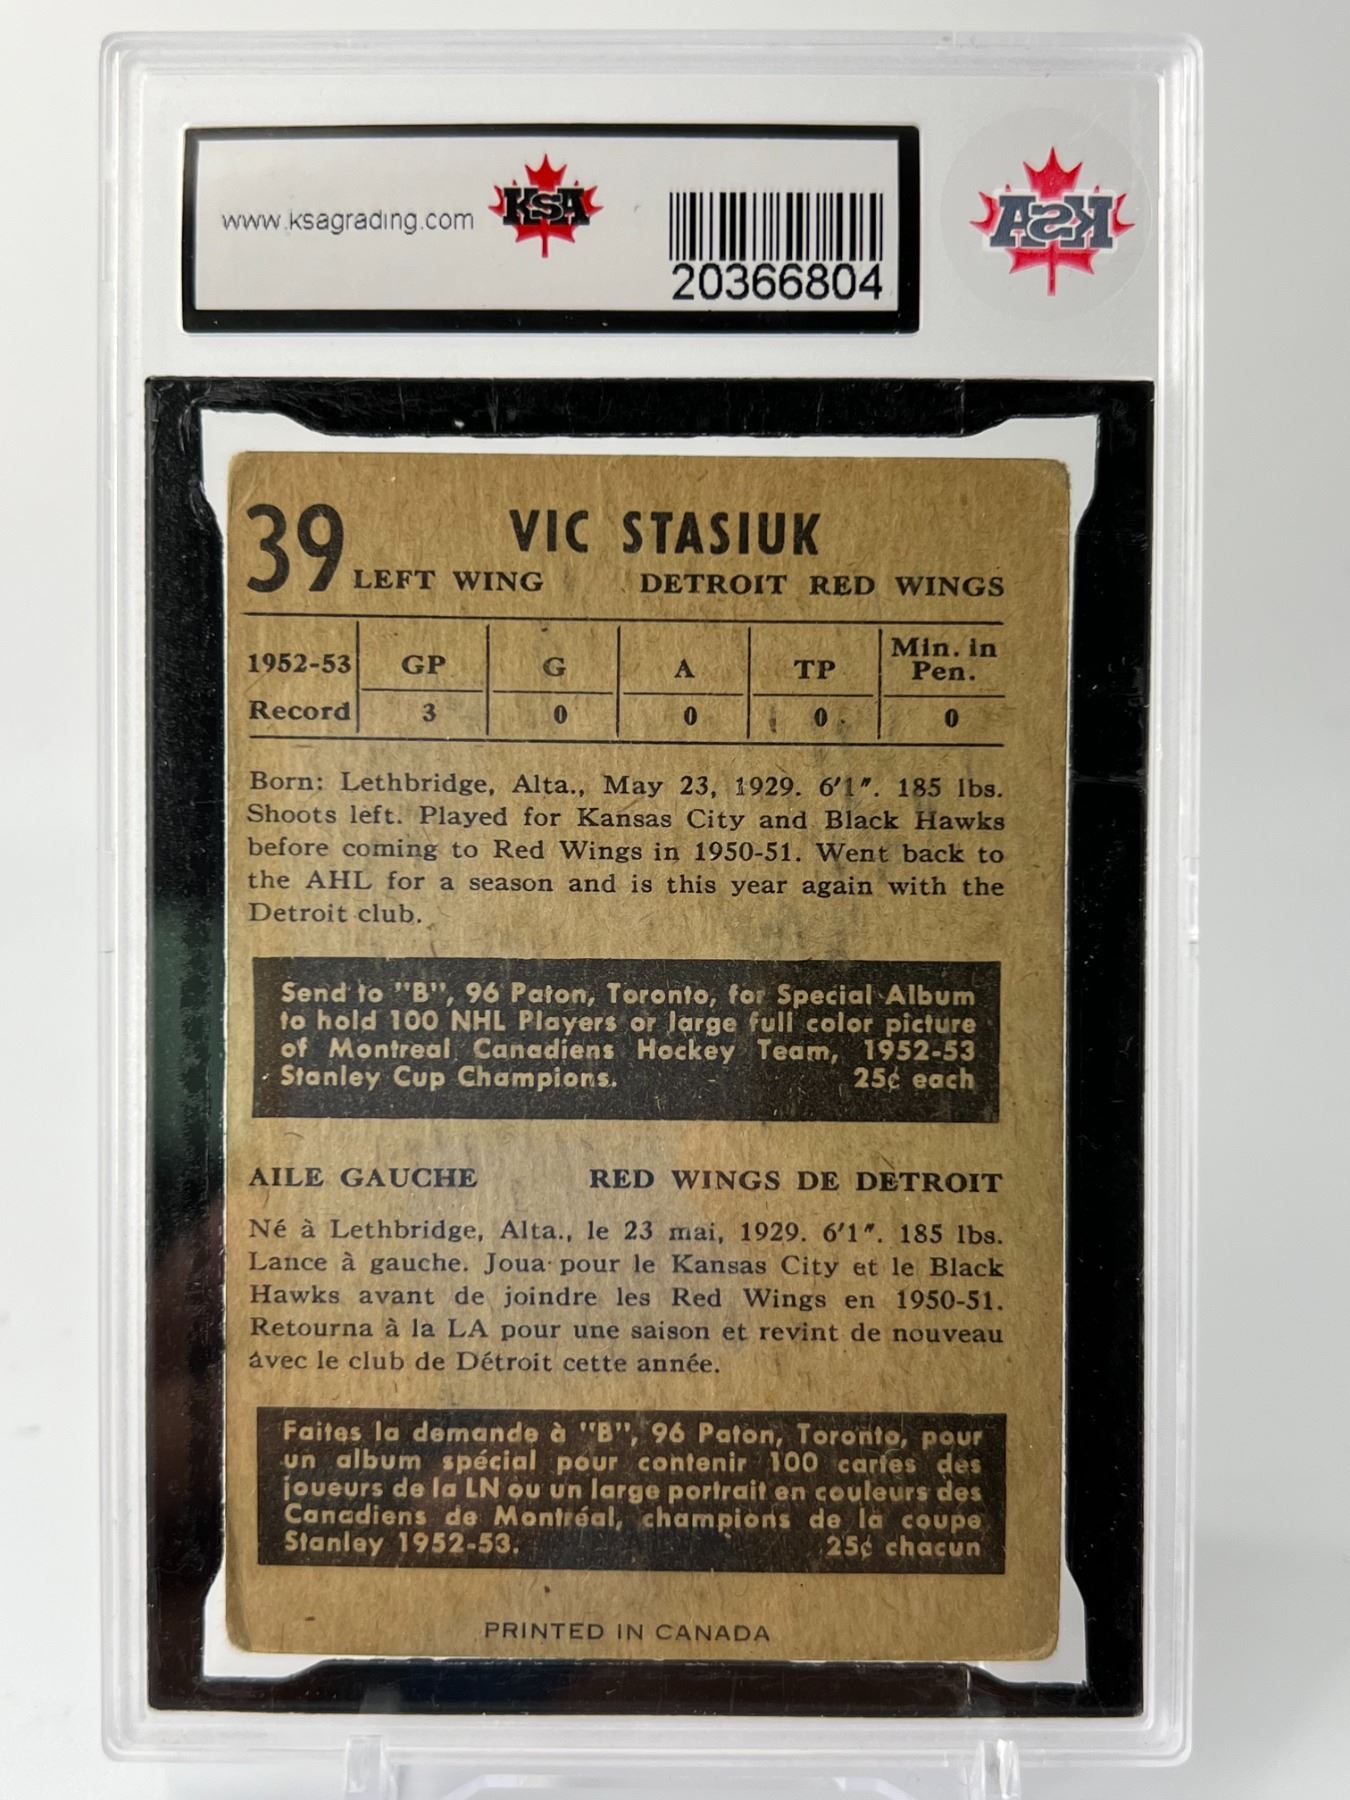 www.ksagrading.com
KSA
20366804
KSA
39
VIC STASIUK
LEFT WING DETROIT RED WINGS
1952-53 GP G A TP Min. in Pen.
Record 3 0 0 0 0
Born: Lethbridge, Alta., May 23, 1929. 6'1". 185 lbs.
Shoots left. Played for Kansas City and Black Hawks
before coming to Red Wings in 1950-51. Went back to
the AHL for a season and is this year again with the
Detroit club.
Send to "B", 96 Paton, Toronto, for Special Album
to hold 100 NHL Players or large full color picture
of Montreal Canadiens Hockey Team, 1952-53
Stanley Cup Champions. 25¢ each
AILE GAUCHE RED WINGS DE DETROIT
Né à Lethbridge, Alta., le 23 mai, 1929. 6'1". 185 lbs.
Lance à gauche. Joua pour le Kansas City et le Black
Hawks avant de joindre les Red Wings en 1950-51.
Retourna à la LA pour une saison et revint de nouveau
avec le club de Détroit cette année.
Faites la demande à "B", 96 Paton, Toronto, pour
un album spécial pour contenir 100 cartes des
joueurs de la LN ou un large portrait en couleurs des
Canadiens de Montréal, champions de la coupe
Stanley 1952-53. 25¢ chacun
PRINTED IN CANADA